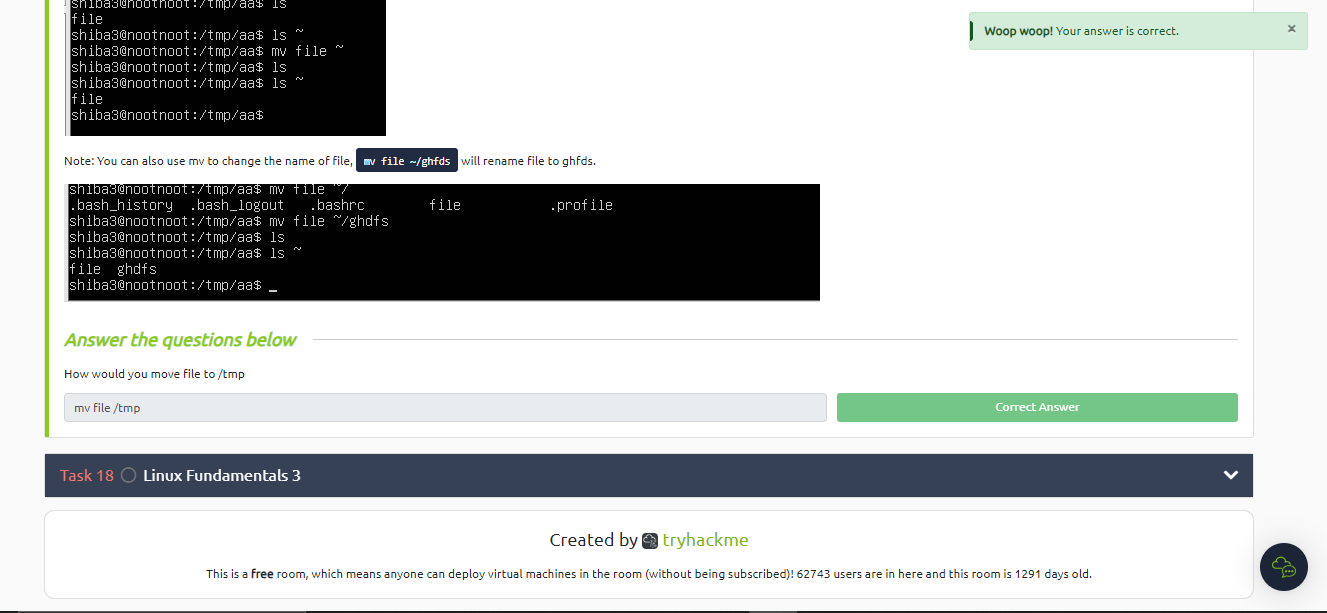 shiba3@nootnoot:/tmp/aa$ ls
file
shiba3@nootnoot:/tmp/aa$ ls ~
shiba3@nootnoot:/tmp/aa$ mv file ~
shiba3@nootnoot:/tmp/aa$ ls
shiba3@nootnoot:/tmp/aa$ ls ~
file
shiba3@nootnoot:/tmp/aa$
Woop woop! Your answer is correct. ×
Note: You can also use mv to change the name of file, mv file ~/ghfds will rename file to ghfds.
shiba3@nootnoot:/tmp/aa$ mv file ~/
.bash_history .bash_logout .bashrc file .profile
shiba3@nootnoot:/tmp/aa$ mv file ~/ghdfs
shiba3@nootnoot:/tmp/aa$ ls
shiba3@nootnoot:/tmp/aa$ ls ~
file ghdfs
shiba3@nootnoot:/tmp/aa$ _
Answer the questions below
How would you move file to /tmp
mv file /tmp
Correct Answer
Task 18 Linux Fundamentals 3
Created by tryhackme
This is a free room, which means anyone can deploy virtual machines in the room (without being subscribed)! 62743 users are in here and this room is 1291 days old.